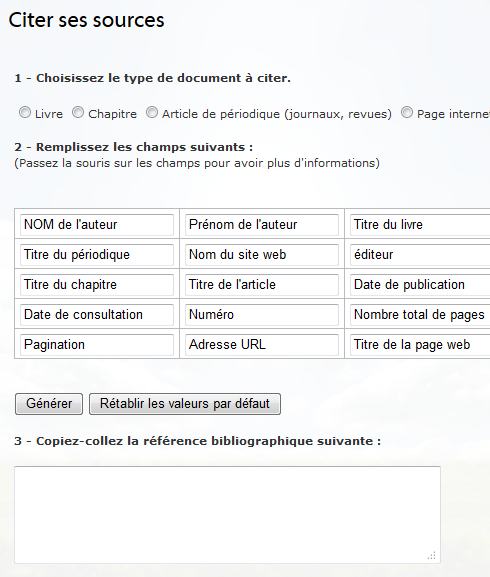 Citer ses sources
1 - Choisissez le type de document à citer.
Livre Chapitre Article de périodique (journaux, revues) Page interne
2 - Remplissez les champs suivants :
(Passez la souris sur les champs pour avoir plus d'informations)
NOM de l'auteur Prénom de l'auteur Titre du livre
Titre du périodique Nom du site web éditeur
Titre du chapitre Titre de l'article Date de publication
Date de consultation Numéro Nombre total de pages
Pagination Adresse URL Titre de la page web
Générer Rétablir les valeurs par défaut
3 - Copiez-collez la référence bibliographique suivante :